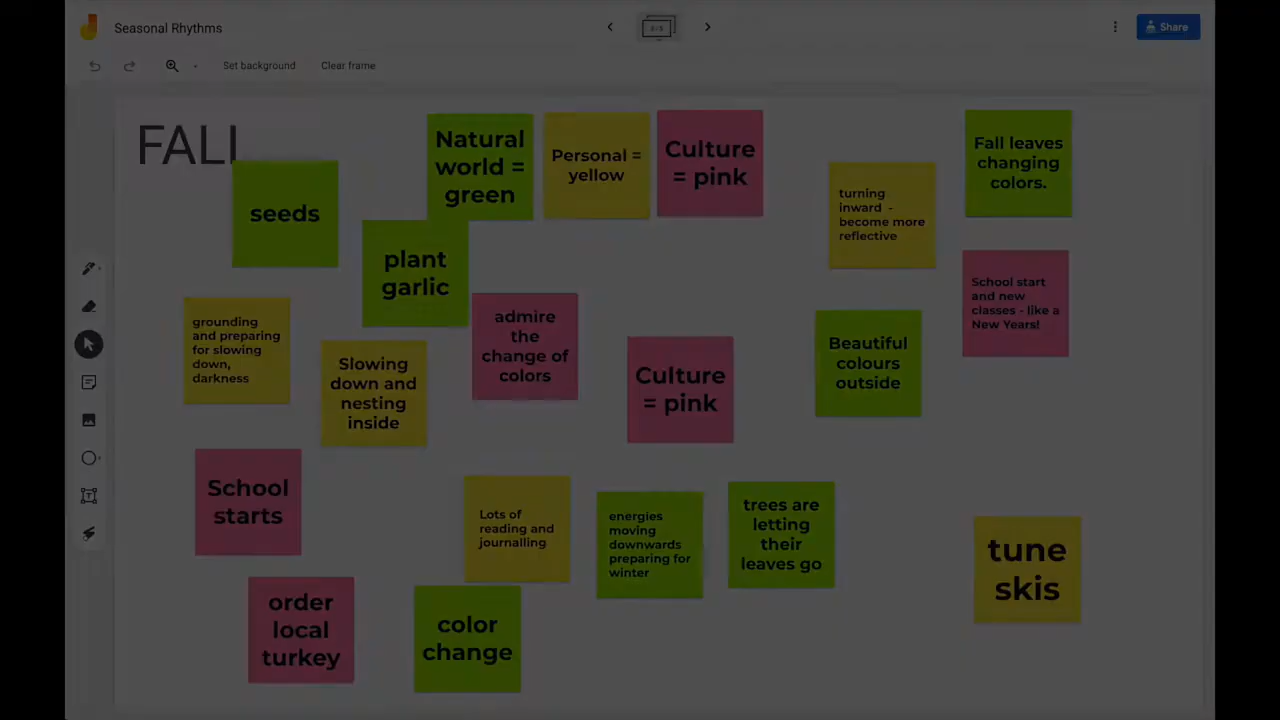 Seasonal Rhythms
Share
Set background
Clear frame
FALL
Natural
world =
green
Personal =
yellow
Culture
= pink
Fall leaves
changing
colors.
seeds
turning
inward -
become more
reflective
plant
garlic
School start
and new
classes - like a
New Years!
grounding
and preparing
for slowing
down,
darkness
Slowing
down and
nesting
inside
admire
the
change of
colors
Culture
= pink
Beautiful
colours
outside
School
starts
Lots of
reading and
journalling
energies
moving
downwards
preparing for
winter
trees are
letting
their
leaves go
tune
skis
order
local
turkey
color
change